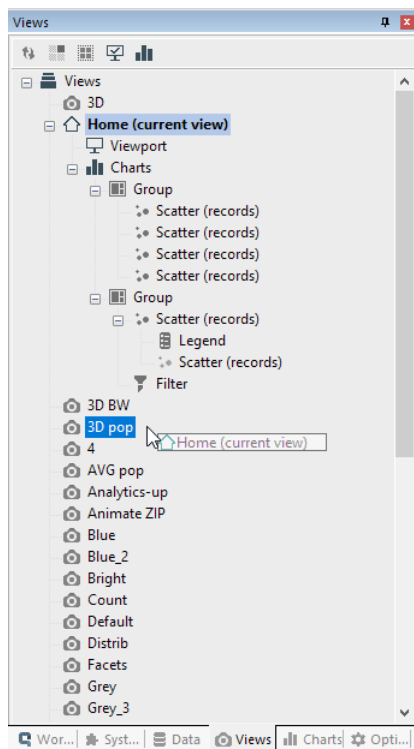 Views
Views
3D
Home (current view)
Viewport
Charts
Group
Scatter (records)
Scatter (records)
Scatter (records)
Scatter (records)
Group
Scatter (records)
Legend
Scatter (records)
Filter
3D BW
3D pop
Home (current view)
4
AVG pop
Analytics-up
Animate ZIP
Blue
Blue_2
Bright
Count
Default
Distrib
Facets
Grey
Grey_3
Wor... Syst... Data Views Charts Opti...